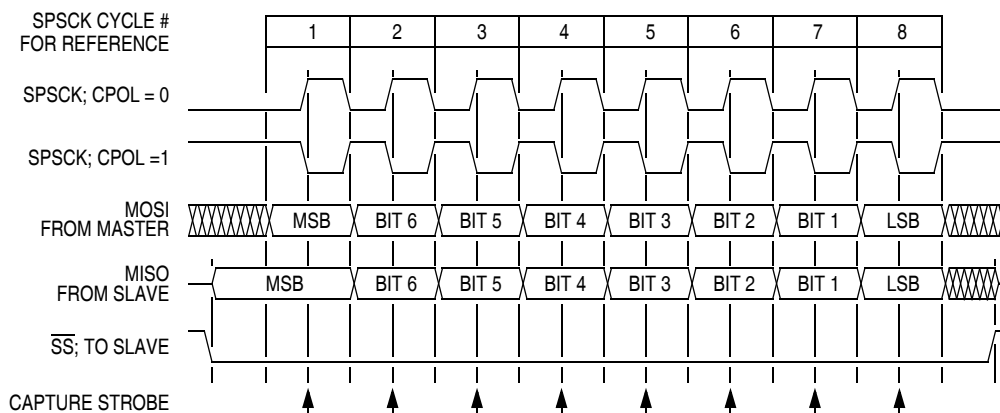 SPSCK CYCLE #
FOR REFERENCE
1 2 3 4 5 6 7 8
SPSCK; CPOL = 0
SPSCK; CPOL =1
MOSI
FROM MASTER
MSB BIT 6 BIT 5 BIT 4 BIT 3 BIT 2 BIT 1 LSB
MISO
FROM SLAVE
MSB BIT 6 BIT 5 BIT 4 BIT 3 BIT 2 BIT 1 LSB
S̅S̅; TO SLAVE
CAPTURE STROBE